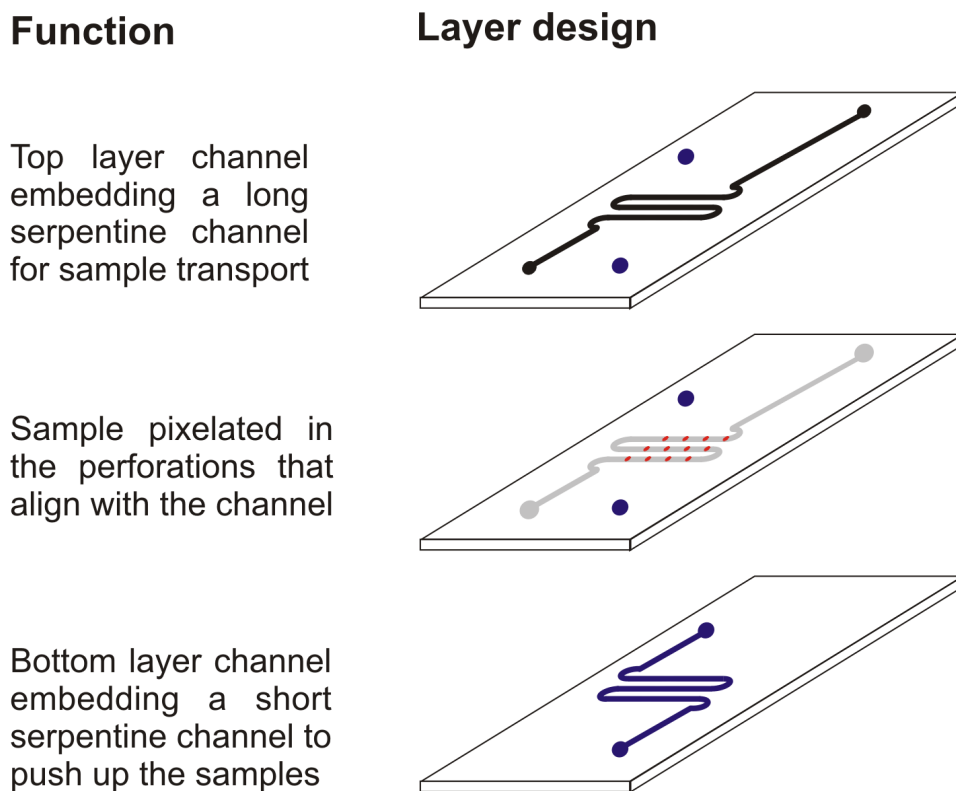 Function
Layer design
Top layer channel
embedding a long
serpentine channel
for sample transport
Sample pixelated in
the perforations that
align with the channel
Bottom layer channel
embedding a short
serpentine channel to
push up the samples